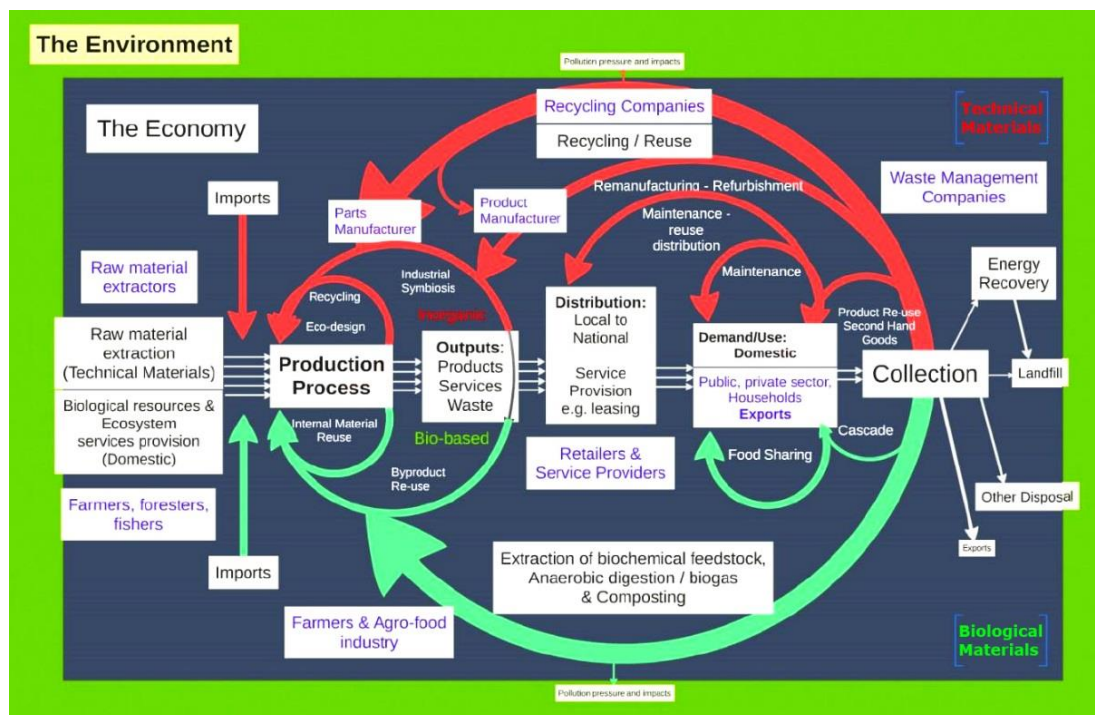 The Environment
Pollution pressure and impacts
The Economy
Recycling Companies
Recycling / Reuse
Technical
Materials
Waste Management
Companies
Imports
Remanufacturing - Refurbishment
Parts
Manufacturer
Product
Manufacturer
Maintenance -
reuse
distribution
Raw material
extractors
Industrial
Symbiosis
Maintenance
Energy
Recovery
Recycling
Eco-design
Raw material
extraction
(Technical Materials)
Biological resources &
Ecosystem
services provision
(Domestic)
Production
Process
Outputs:
Products
Services
Waste
Bio-based
Distribution:
Local to
National
Service
Provision
e.g. leasing
Demand/Use:
Domestic
Public, private sector,
Households
Exports
Product Re-use
Second Hand
Goods
Collection
Landfill
Internal Material
Reuse
Byproduct
Re-use
Retailers &
Service Providers
Food Sharing
Cascade
Farmers, foresters,
fishers
Other Disposal
Exports
Imports
Extraction of biochemical feedstock,
Anaerobic digestion / biogas
& Composting
Farmers & Agro-food
industry
Biological
Materials
Pollution pressure and impacts